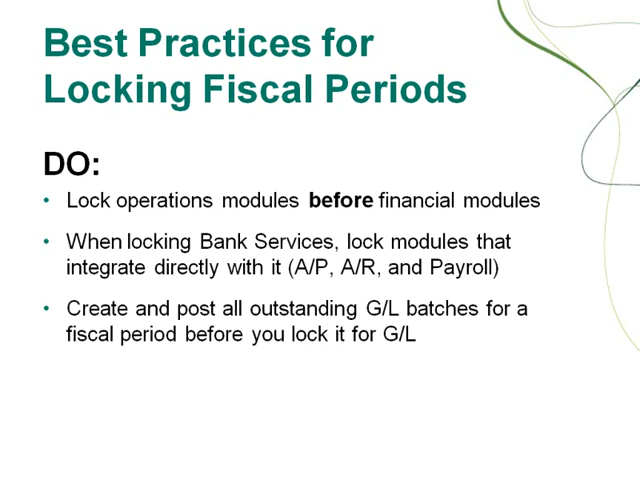 Best Practices for
Locking Fiscal Periods
DO:
• Lock operations modules before financial modules
• When locking Bank Services, lock modules that
integrate directly with it (A/P, A/R, and Payroll)
• Create and post all outstanding G/L batches for a
fiscal period before you lock it for G/L